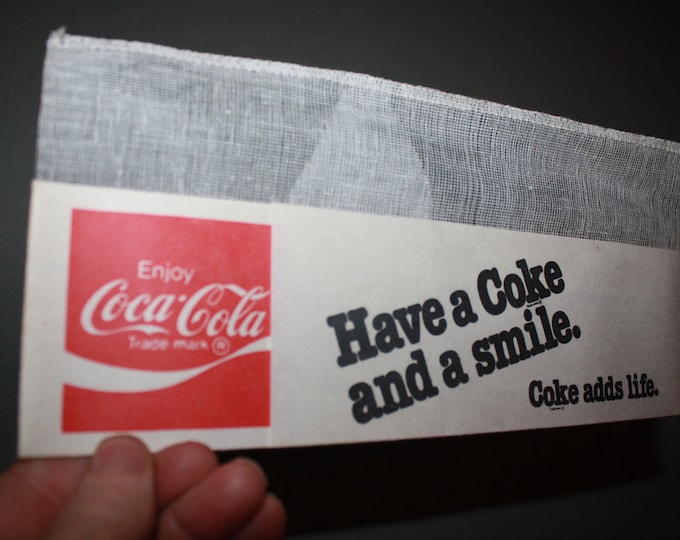 Enjoy
Coca-Cola
Trade-mark ®
Have a Coke
and a smile.
Coke adds life.